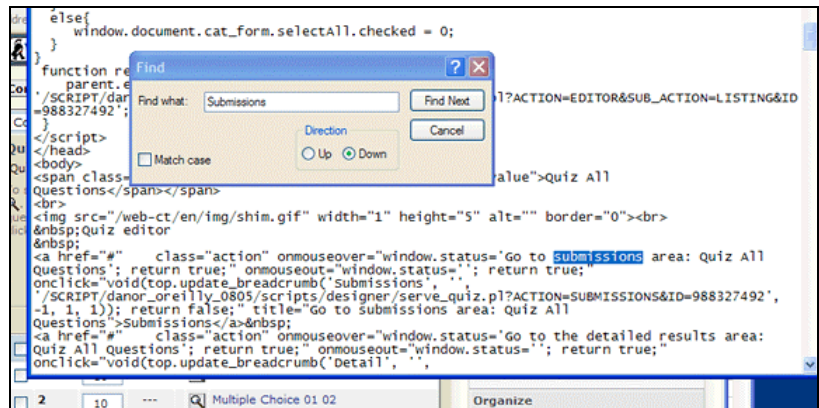 else{
window.document.cat_form.selectAll.checked = 0;
}
}
function re
parent.e
'/SCRIPT/dan
l?ACTION=EDITOR&SUB_ACTION=LISTING&ID
=988327492';
}
</script>
</head>
<body>
<span class=
alue">Quiz All
Questions</span></span>
<br>
<img src="/web-ct/en/img/shim.gif" width="1" height="5" alt="" border="0"><br>
&nbsp;Quiz editor
&nbsp;
<a href="#" class="action" onmouseover="window.status='Go to submissions area: Quiz All
Questions'; return true;" onmouseout="window.status=''; return true;"
onclick="void(top.update_breadcrumb('Submissions', '',
'/SCRIPT/danor_oreilly_0805/scripts/designer/serve_quiz.pl?ACTION=SUBMISSIONS&ID=988327492',
-1, 1, 1)); return false;" title="Go to submissions area: Quiz All
Questions">Submissions</a>&nbsp;
<a href="#" class="action" onmouseover="window.status='Go to the detailed results area:
Quiz All Questions'; return true;" onmouseout="window.status=''; return true;"
onclick="void(top.update_breadcrumb('Detail', '',
Find
Find what: Submissions Find Next
Direction Cancel
Match case Up Down
2 10 --- Multiple Choice 01 02
Organize